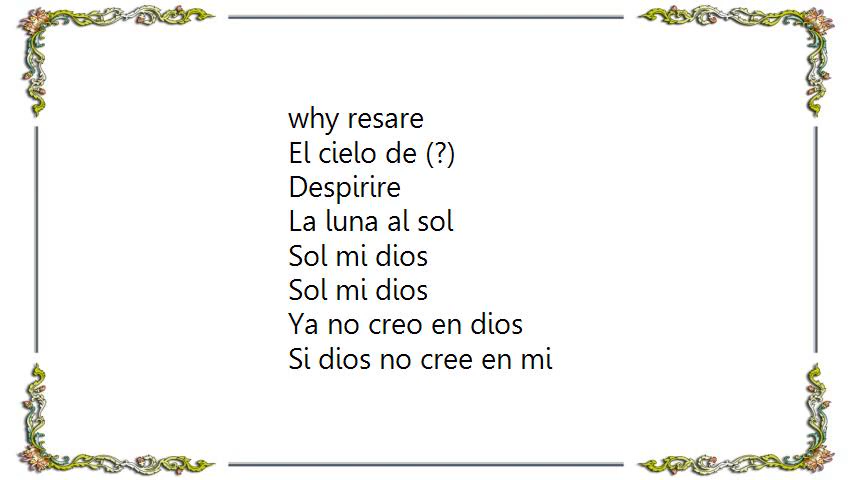 why resare
El cielo de (?)
Despirire
La luna al sol
Sol mi dios
Sol mi dios
Ya no creo en dios
Si dios no cree en mi